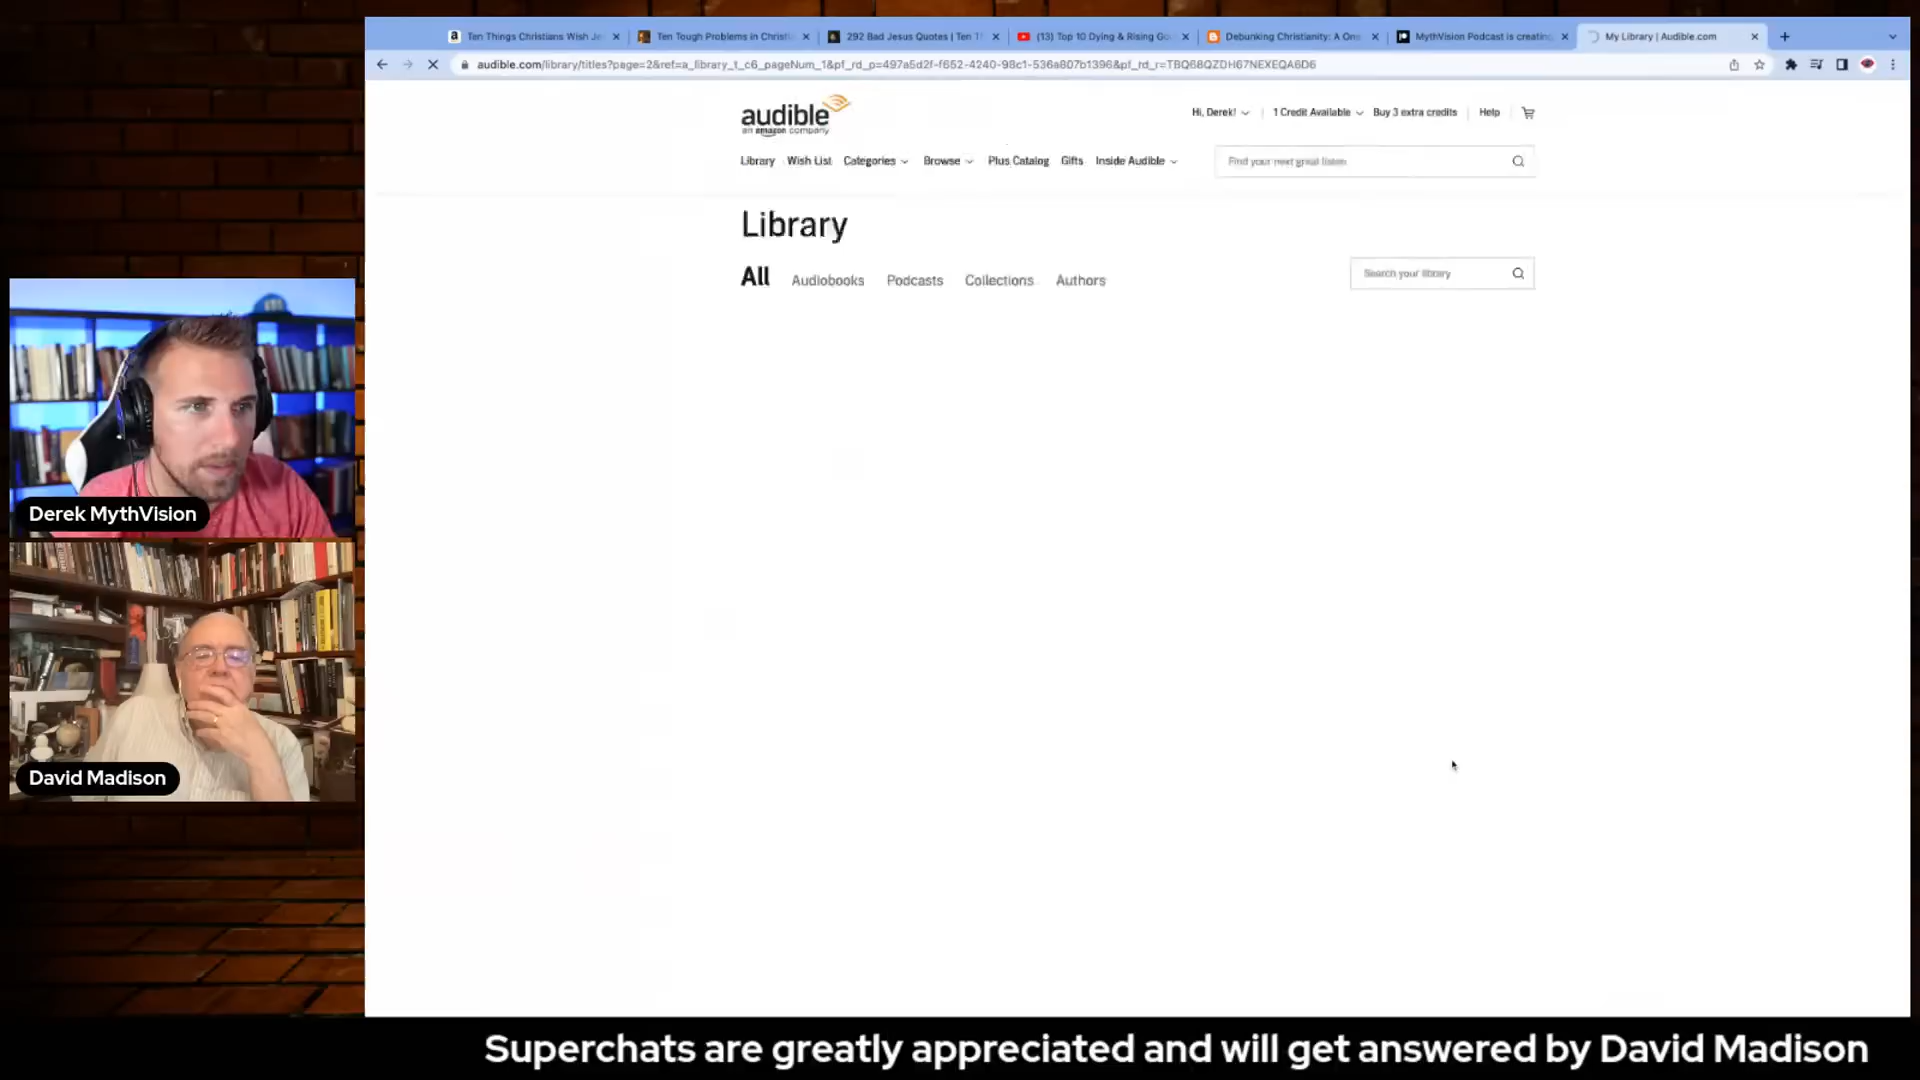 Ten Things Christians Wish Je
Ten Tough Problems in Christi
292 Bad Jesus Quotes | Ten T
(13) Top 10 Dying & Rising Go
Debunking Christianity: A One
MythVision Podcast is creating
My Library | Audible.com
audible.com/library/titles?page=2&ref=a_library_t_c6_pageNum_1&pf_rd_p=497a5d2f-f652-4240-98c1-536a807b1396&pf_rd_r=TBQ68QZDH67NEXEQA6D6
audible
an amazon company
Hi, Derek!
1 Credit Available
Buy 3 extra credits
Help
Library
Wish List
Categories
Browse
Plus Catalog
Gifts
Inside Audible
Find your next great listen
Library
All
Audiobooks
Podcasts
Collections
Authors
Search your library
Derek MythVision
David Madison
Superchats are greatly appreciated and will get answered by David Madison